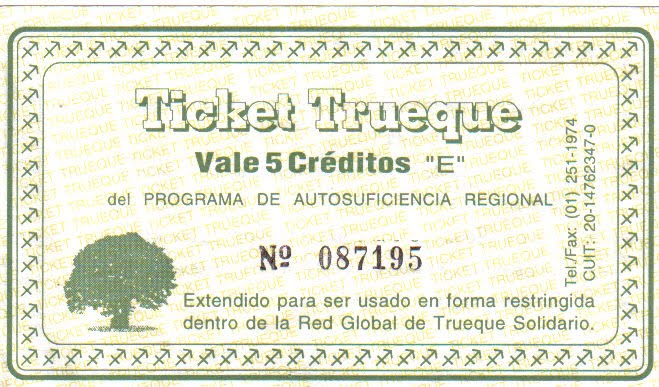 Ticket Trueque
Vale 5 Créditos "E"
del PROGRAMA DE AUTOSUFICIENCIA REGIONAL
Nº 087195
Extendido para ser usado en forma restringida
dentro de la Red Global de Trueque Solidario.
Tel/Fax: (01) 251-1974
CUIT: 20-14762347-0